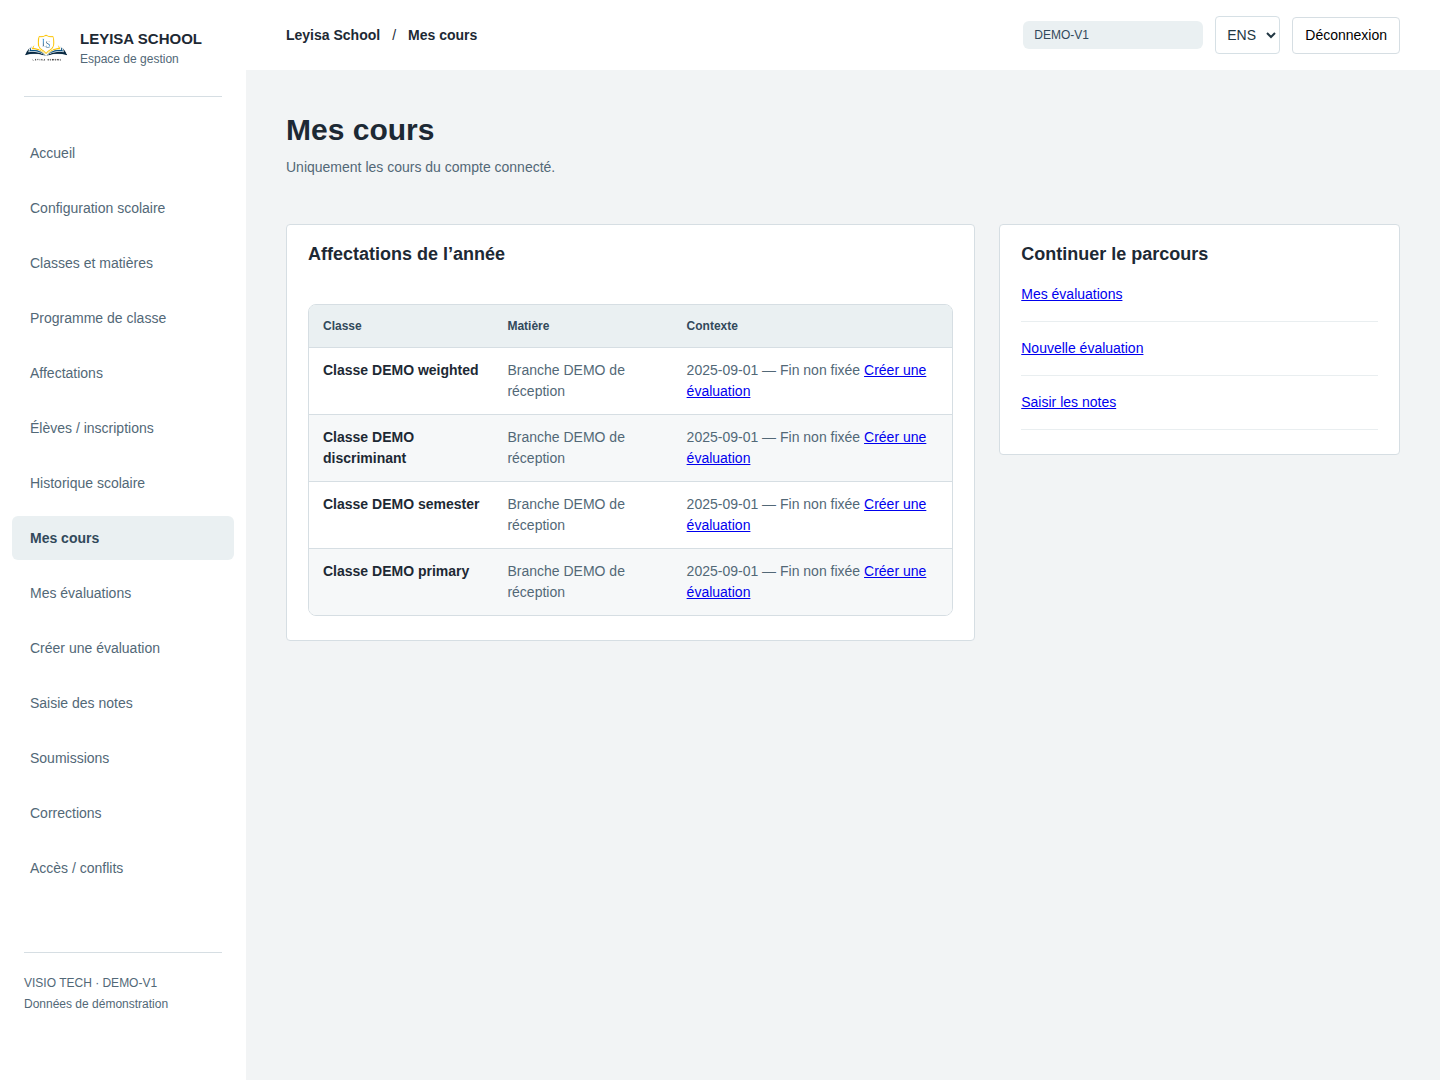 LEYISA SCHOOL
Espace de gestion
Accueil
Configuration scolaire
Classes et matières
Programme de classe
Affectations
Élèves / inscriptions
Historique scolaire
Mes cours
Mes évaluations
Créer une évaluation
Saisie des notes
Soumissions
Corrections
Accès / conflits
VISIO TECH · DEMO-V1
Données de démonstration
Leyisa School / Mes cours
DEMO-V1
ENS
Déconnexion
Mes cours
Uniquement les cours du compte connecté.
Affectations de l’année
Classe Matière Contexte
Classe DEMO weighted Branche DEMO de réception 2025-09-01 — Fin non fixée Créer une évaluation
Classe DEMO discriminant Branche DEMO de réception 2025-09-01 — Fin non fixée Créer une évaluation
Classe DEMO semester Branche DEMO de réception 2025-09-01 — Fin non fixée Créer une évaluation
Classe DEMO primary Branche DEMO de réception 2025-09-01 — Fin non fixée Créer une évaluation
Continuer le parcours
Mes évaluations
Nouvelle évaluation
Saisir les notes